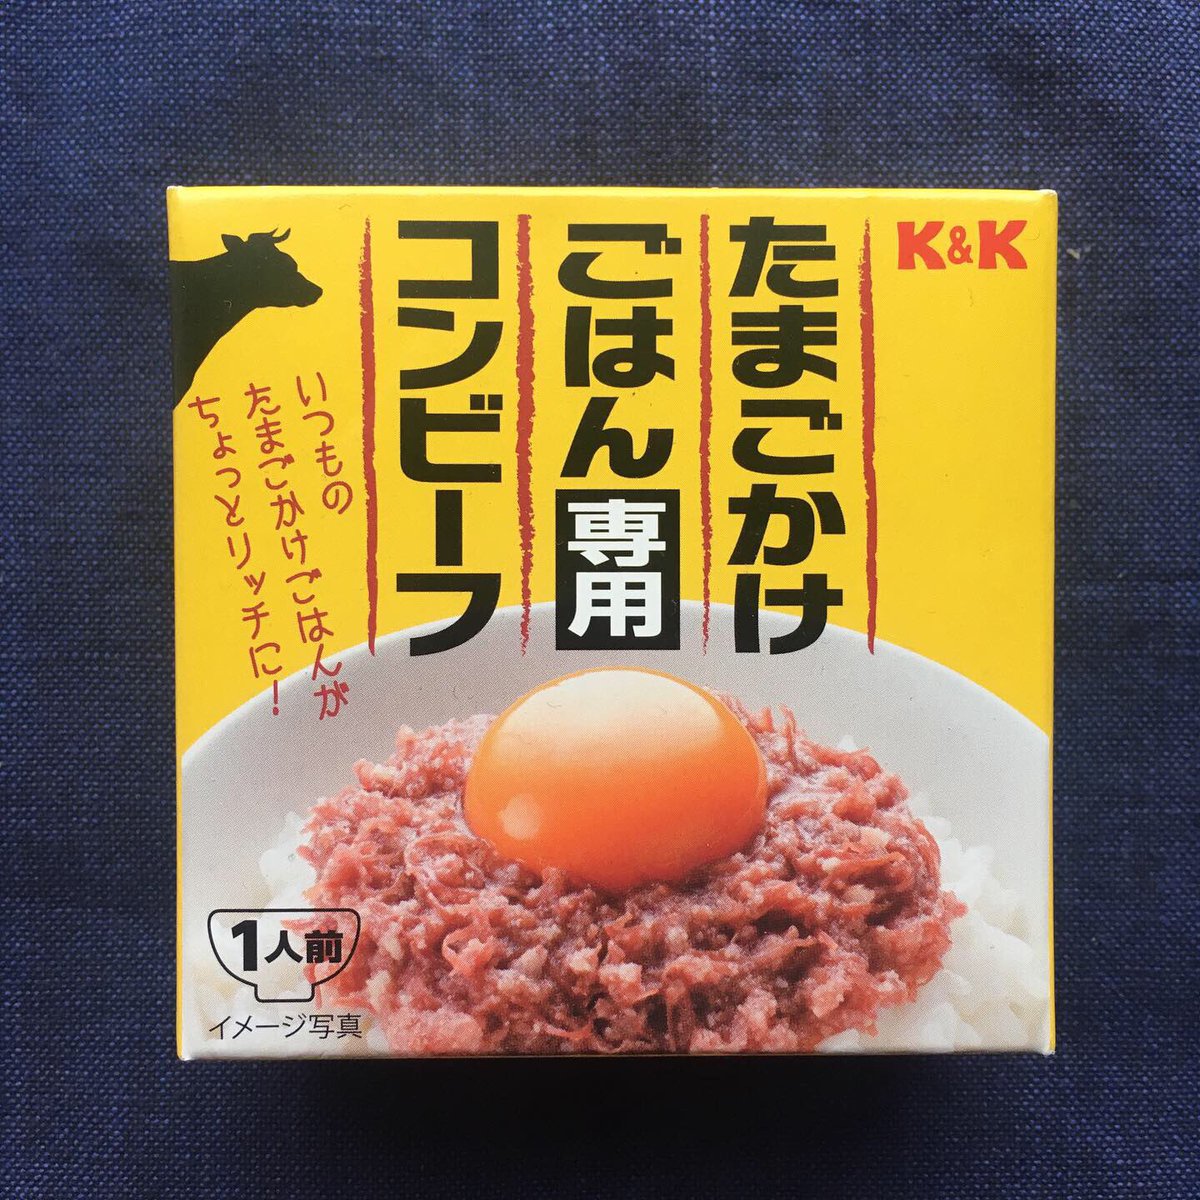 K&K
たまごかけ
ごはん専用
コンビーフ
いつもの
たまごかけごはんが
ちょっとリッチに!
1人前
イメージ写真